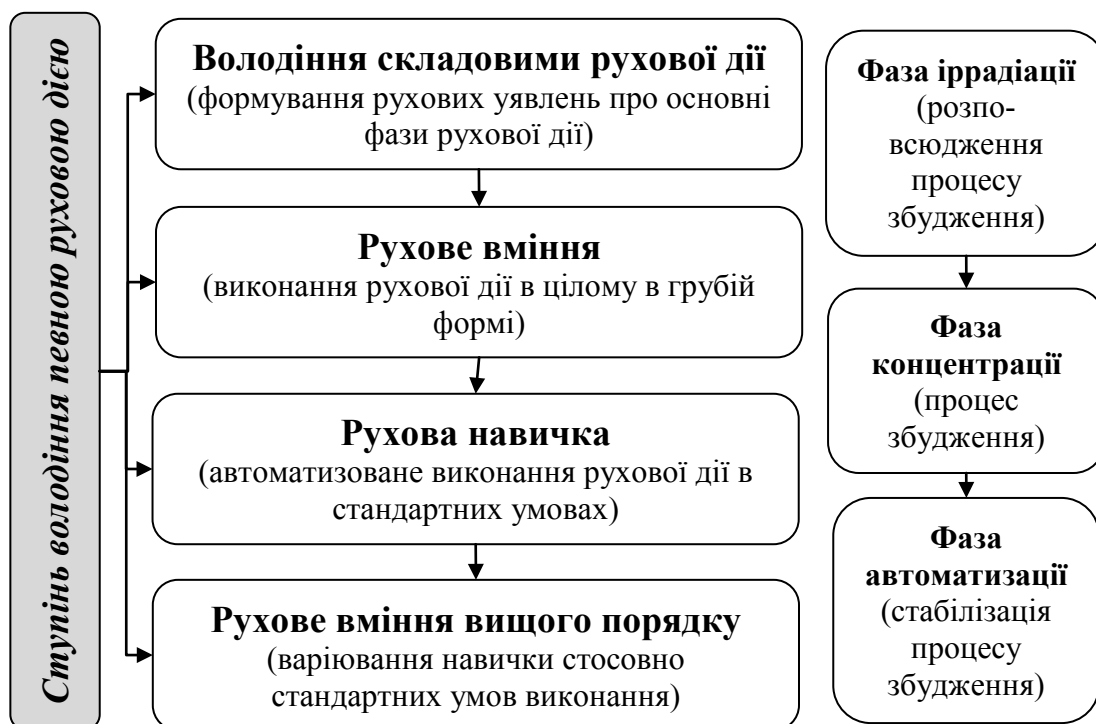 Ступінь володіння певною руховою дією
Володіння складовими рухової дії
(формування рухових уявлень про основні
фази рухової дії)
Рухове вміння
(виконання рухової дії в цілому в грубій
формі)
Рухова навичка
(автоматизоване виконання рухової дії в
стандартних умовах)
Рухове вміння вищого порядку
(варіювання навички стосовно
стандартних умов виконання)
Фаза іррадіації
(розпо-
всюдження
процесу
збудження)
Фаза
концентрації
(процес
збудження)
Фаза
автоматизації
(стабілізація
процесу
збудження)